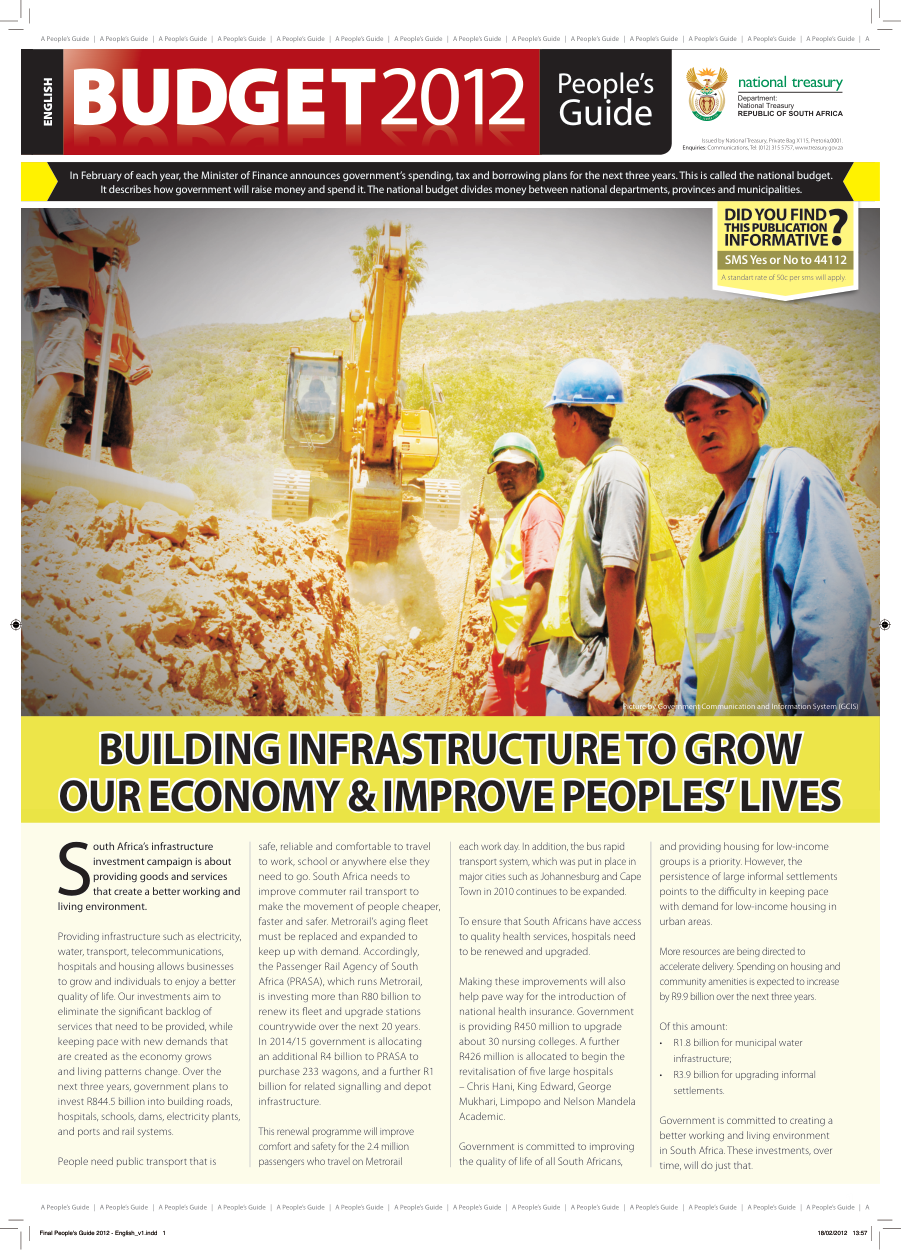 A People's Guide | A People's Guide | A People's Guide | A People's Guide | A People's Guide | A People's Guide | A People's Guide | A People's Guide | A People's Guide | A People's Guide | A People's Guide | A People's Guide | A People's Guide | A People's Guide | A
ENGLISH
BUDGET 2012
People's
Guide
national treasury
Department:
National Treasury
REPUBLIC OF SOUTH AFRICA
Issued by National Treasury, Private Bag X115, Pretoria,0001.
Enquiries: Communications, Tel: (012) 315 5757, www.treasury.gov.za
In February of each year, the Minister of Finance announces government's spending, tax and borrowing plans for the next three years. This is called the national budget.
It describes how government will raise money and spend it. The national budget divides money between national departments, provinces and municipalities.
DID YOU FIND
THIS PUBLICATION
INFORMATIVE?
SMS Yes or No to 44112
A standart rate of 50c per sms will apply.
Picture by Government Communication and Information System (GCIS)
BUILDING INFRASTRUCTURE TO GROW
OUR ECONOMY & IMPROVE PEOPLES' LIVES
South Africa's infrastructure
investment campaign is about
providing goods and services
that create a better working and
living environment.
Providing infrastructure such as electricity,
water, transport, telecommunications,
hospitals and housing allows businesses
to grow and individuals to enjoy a better
quality of life. Our investments aim to
eliminate the significant backlog of
services that need to be provided, while
keeping pace with new demands that
are created as the economy grows
and living patterns change. Over the
next three years, government plans to
invest R844.5 billion into building roads,
hospitals, schools, dams, electricity plants,
and ports and rail systems.
People need public transport that is
safe, reliable and comfortable to travel
to work, school or anywhere else they
need to go. South Africa needs to
improve commuter rail transport to
make the movement of people cheaper,
faster and safer. Metrorail's aging fleet
must be replaced and expanded to
keep up with demand. Accordingly,
the Passenger Rail Agency of South
Africa (PRASA), which runs Metrorail,
is investing more than R80 billion to
renew its fleet and upgrade stations
countrywide over the next 20 years.
In 2014/15 government is allocating
an additional R4 billion to PRASA to
purchase 233 wagons, and a further R1
billion for related signalling and depot
infrastructure.
This renewal programme will improve
comfort and safety for the 2.4 million
passengers who travel on Metrorail
each work day. In addition, the bus rapid
transport system, which was put in place in
major cities such as Johannesburg and Cape
Town in 2010 continues to be expanded.
To ensure that South Africans have access
to quality health services, hospitals need
to be renewed and upgraded.
Making these improvements will also
help pave way for the introduction of
national health insurance. Government
is providing R450 million to upgrade
about 30 nursing colleges. A further
R426 million is allocated to begin the
revitalisation of five large hospitals
– Chris Hani, King Edward, George
Mukhari, Limpopo and Nelson Mandela
Academic.
Government is committed to improving
the quality of life of all South Africans,
and providing housing for low-income
groups is a priority. However, the
persistence of large informal settlements
points to the difficulty in keeping pace
with demand for low-income housing in
urban areas.
More resources are being directed to
accelerate delivery. Spending on housing and
community amenities is expected to increase
by R9.9 billion over the next three years.
Of this amount:
• R1.8 billion for municipal water
infrastructure;
• R3.9 billion for upgrading informal
settlements.
Government is committed to creating a
better working and living environment
in South Africa. These investments, over
time, will do just that.
A People's Guide | A People's Guide | A People's Guide | A People's Guide | A People's Guide | A People's Guide | A People's Guide | A People's Guide | A People's Guide | A People's Guide | A People's Guide | A People's Guide | A People's Guide | A People's Guide | A
Final People's Guide 2012 - English_v1.indd 1
18/02/2012 13:57